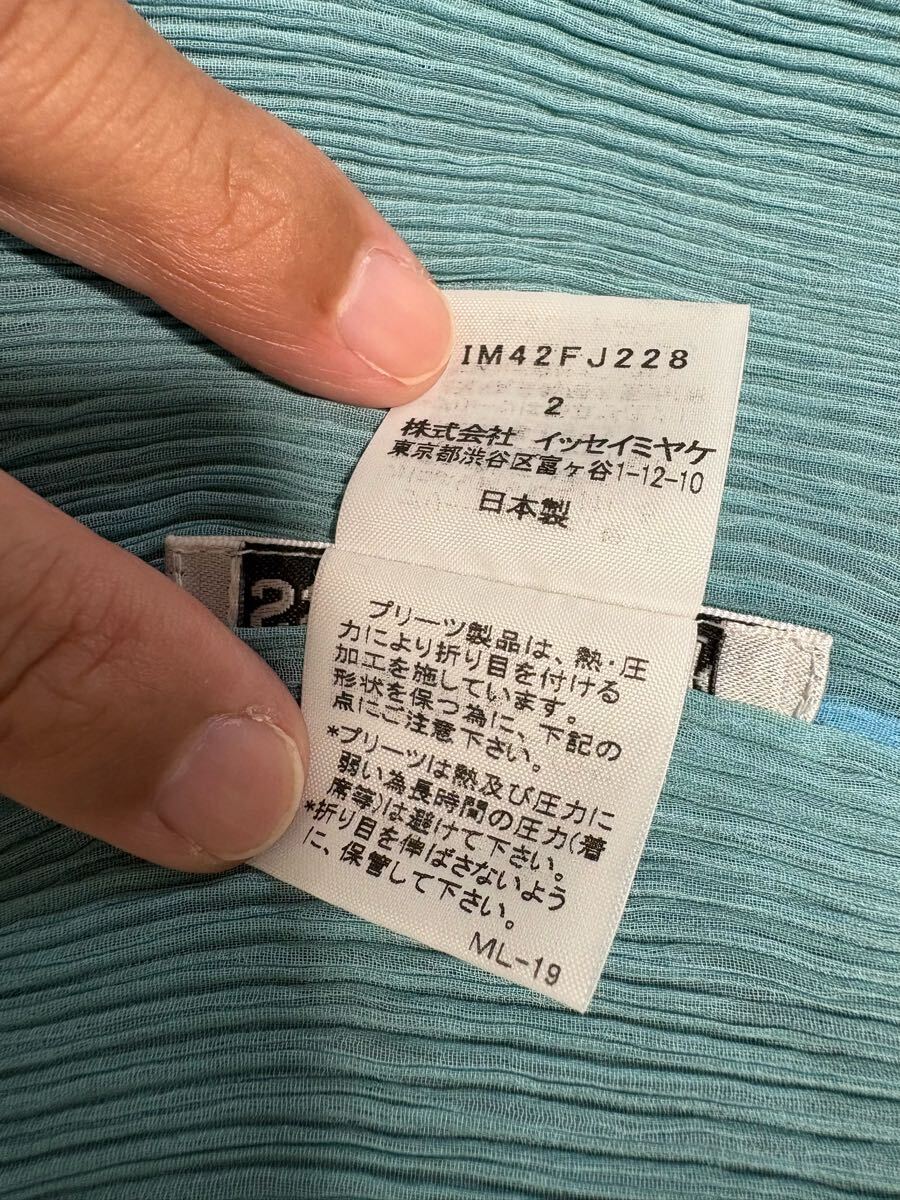 IM42FJ228
2
株式会社 イッセイミヤケ
東京都渋谷区富ヶ谷1-12-10
日本製
プリーツ製品は、熱・圧
力により折り目を付ける
加工を施しています。
形状を保つ為に、下記の
点にご注意下さい。
*プリーツは熱及び圧力に
弱い為長時間の圧力(着
席等)は避けて下さい。
*折り目を伸ばさないよう
に、保管して下さい。
ML-19